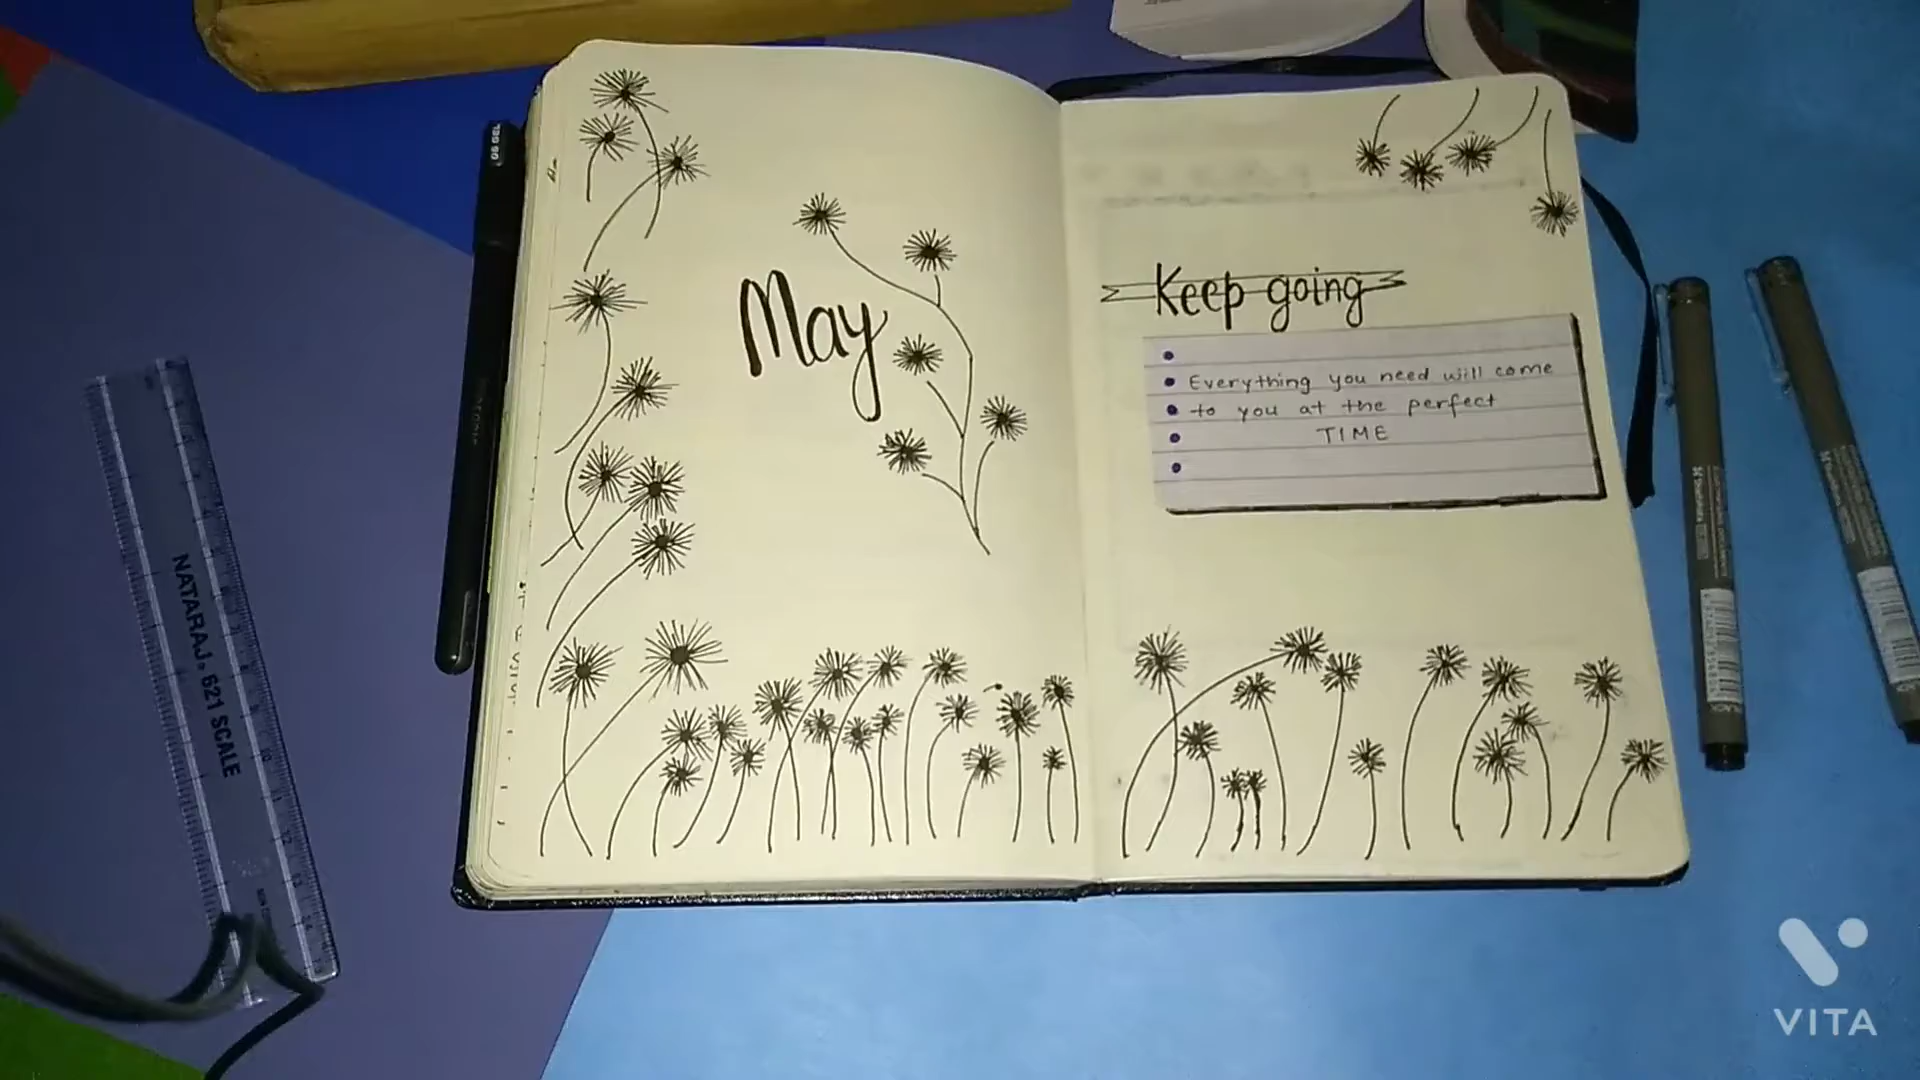 May
Keep going
Everything you need will come
to you at the perfect
TIME
NATARAJ. 621 SCALE
VITA